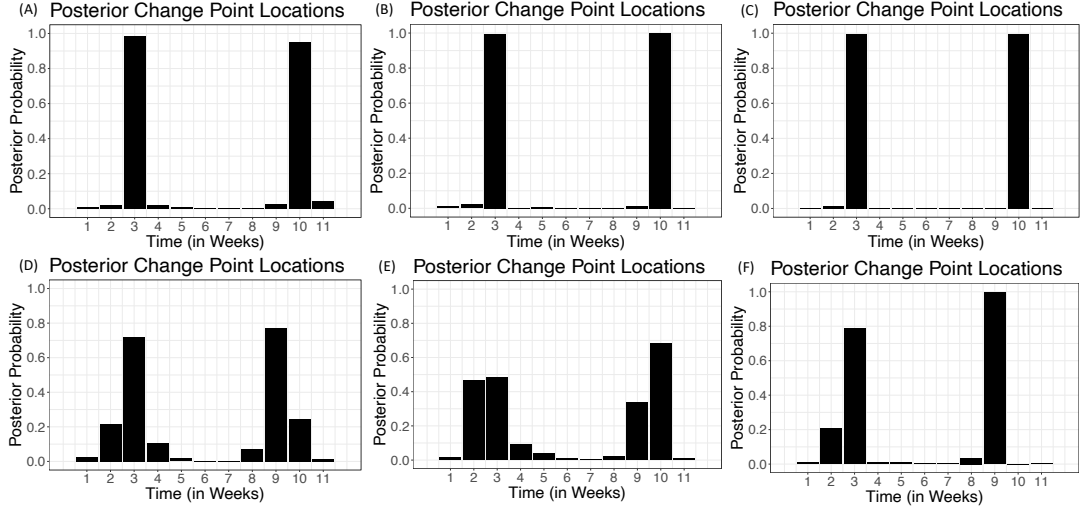 (A) Posterior Change Point Locations
Posterior Probability
1.0
0.8
0.6
0.4
0.2
0.0
1 2 3 4 5 6 7 8 9 10 11
Time (in Weeks)
(B) Posterior Change Point Locations
Posterior Probability
1.0
0.8
0.6
0.4
0.2
0.0
1 2 3 4 5 6 7 8 9 10 11
Time (in Weeks)
(C) Posterior Change Point Locations
Posterior Probability
1.0
0.8
0.6
0.4
0.2
0.0
1 2 3 4 5 6 7 8 9 10 11
Time (in Weeks)
(D) Posterior Change Point Locations
Posterior Probability
1.0
0.8
0.6
0.4
0.2
0.0
1 2 3 4 5 6 7 8 9 10 11
Time (in Weeks)
(E) Posterior Change Point Locations
Posterior Probability
1.0
0.8
0.6
0.4
0.2
0.0
1 2 3 4 5 6 7 8 9 10 11
Time (in Weeks)
(F) Posterior Change Point Locations
Posterior Probability
1.0
0.8
0.6
0.4
0.2
0.0
1 2 3 4 5 6 7 8 9 10 11
Time (in Weeks)